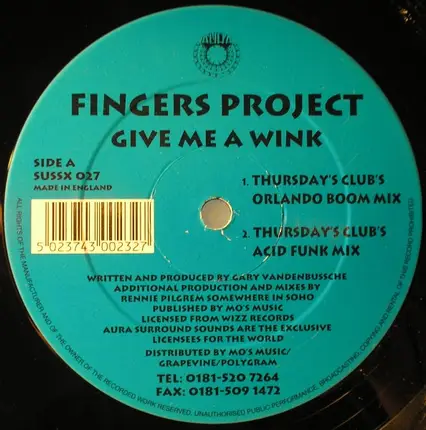 FINGERS PROJECT
GIVE ME A WINK
SIDE A
SUSSX 027
MADE IN ENGLAND
5 023743 002327
1. THURSDAY'S CLUB'S
ORLANDO BOOM MIX
2. THURSDAY'S CLUB'S
ACID FUNK MIX
WRITTEN AND PRODUCED BY GARY VANDENBUSSCHE
ADDITIONAL PRODUCTION AND MIXES BY
RENNIE PILGREM SOMEWHERE IN SOHO
PUBLISHED BY MO'S MUSIC
LICENSED FROM WIZZ RECORDS
AURA SURROUND SOUNDS ARE THE EXCLUSIVE
LICENSEES FOR THE WORLD
DISTRIBUTED BY MO'S MUSIC/
GRAPEVINE/POLYGRAM
TEL: 0181-520 7264
FAX: 0181-509 1472
ALL RIGHTS OF THE MANUFACTURER AND OF THE OWNER OF THE RECORDED WORK RESERVED. UNAUTHORISED PUBLIC PERFORMANCE, BROADCASTING, COPYING AND RENTAL OF THIS RECORD PROHIBITED